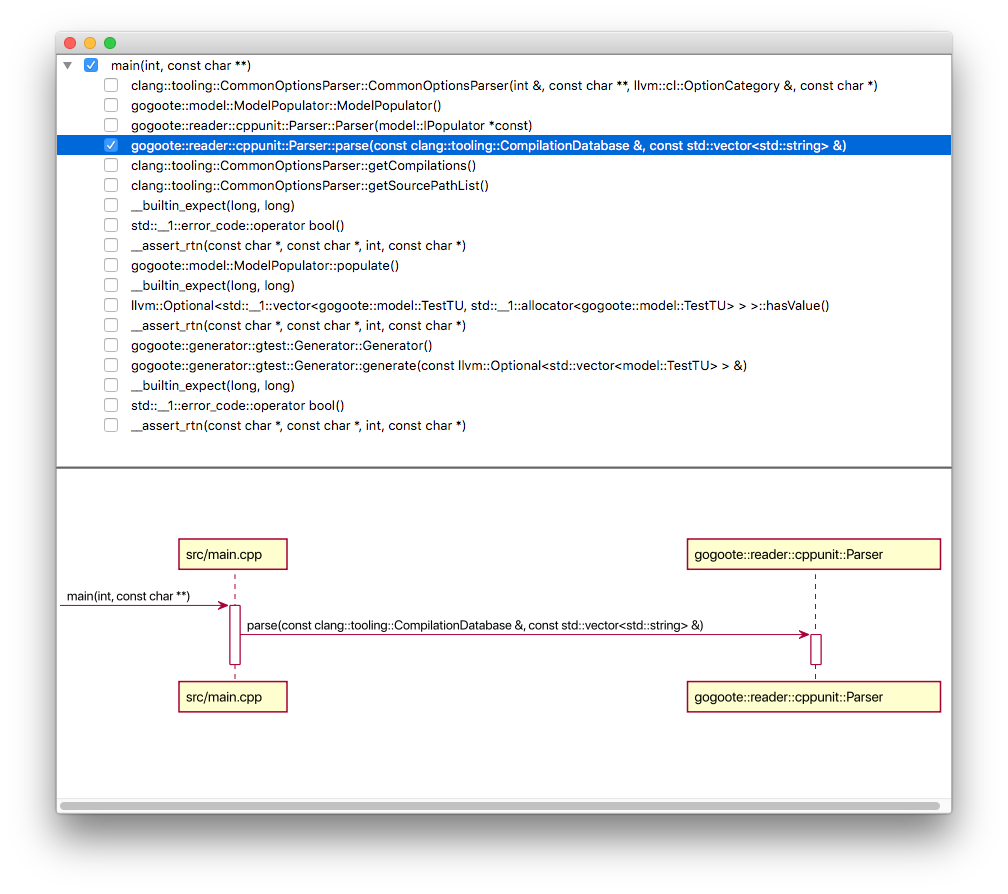 main(int, const char **)
clang::tooling::CommonOptionsParser::CommonOptionsParser(int &, const char **, llvm::cl::OptionCategory &, const char *)
gogoote::model::ModelPopulator::ModelPopulator()
gogoote::reader::cppunit::Parser::Parser(model::IPopulator *const)
gogoote::reader::cppunit::Parser::parse(const clang::tooling::CompilationDatabase &, const std::vector<std::string> &)
clang::tooling::CommonOptionsParser::getCompilations()
clang::tooling::CommonOptionsParser::getSourcePathList()
__builtin_expect(long, long)
std::__1::error_code::operator bool()
__assert_rtn(const char *, const char *, int, const char *)
gogoote::model::ModelPopulator::populate()
__builtin_expect(long, long)
llvm::Optional<std::__1::vector<gogoote::model::TestTU, std::__1::allocator<gogoote::model::TestTU> > >::hasValue()
__assert_rtn(const char *, const char *, int, const char *)
gogoote::generator::gtest::Generator::Generator()
gogoote::generator::gtest::Generator::generate(const llvm::Optional<std::vector<model::TestTU> > &)
__builtin_expect(long, long)
std::__1::error_code::operator bool()
__assert_rtn(const char *, const char *, int, const char *)
src/main.cpp
gogoote::reader::cppunit::Parser
main(int, const char **)
parse(const clang::tooling::CompilationDatabase &, const std::vector<std::string> &)
src/main.cpp
gogoote::reader::cppunit::Parser